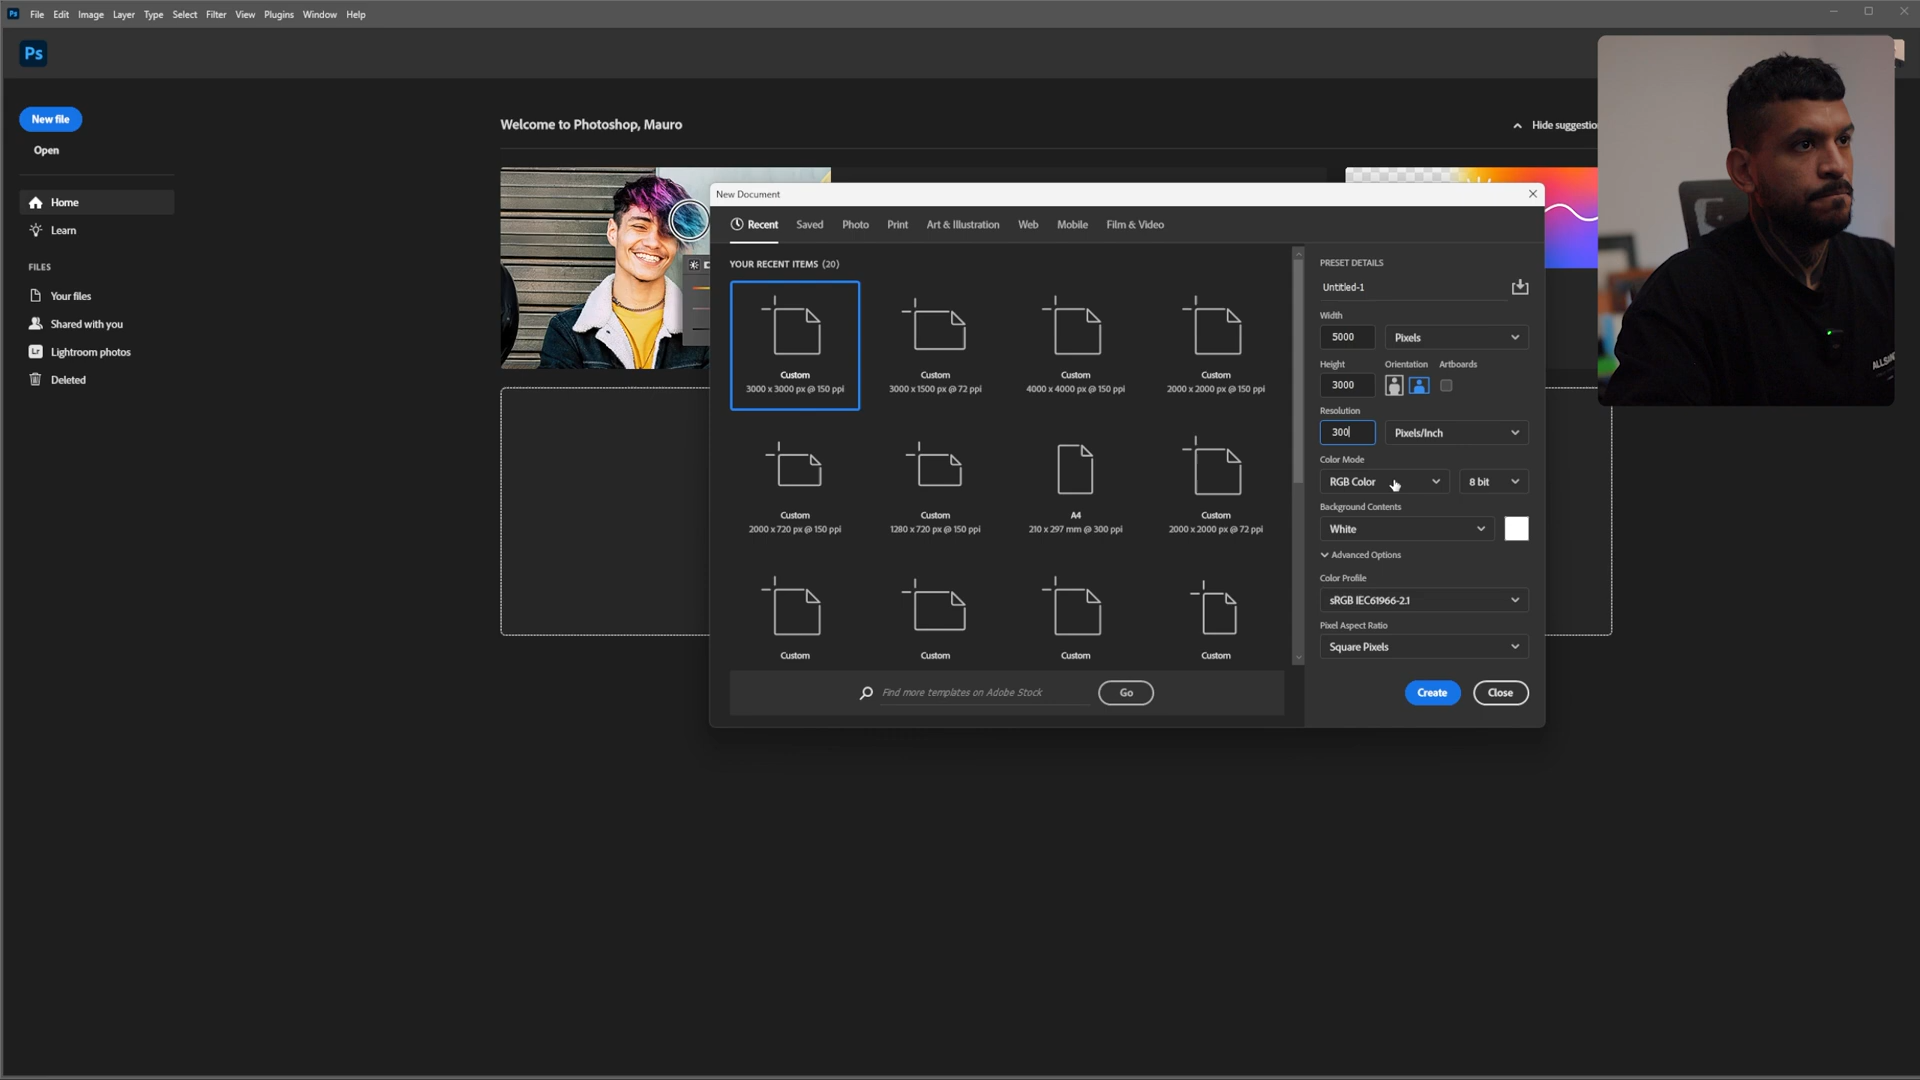 Ps File Edit Image Layer Type Select Filter View Plugins Window Help
Ps
New file
Open
Home
Learn
FILES
Your files
Shared with you
Lr Lightroom photos
Deleted
Welcome to Photoshop, Mauro
Hide suggestio
New Document
Recent Saved Photo Print Art & Illustration Web Mobile Film & Video
YOUR RECENT ITEMS (20)
Custom
3000 x 3000 px @ 150 ppi
Custom
3000 x 1500 px @ 72 ppi
Custom
4000 x 4000 px @ 150 ppi
Custom
2000 x 2000 px @ 150 ppi
Custom
2000 x 720 px @ 150 ppi
Custom
1280 x 720 px @ 150 ppi
A4
210 x 297 mm @ 300 ppi
Custom
2000 x 2000 px @ 72 ppi
Custom
Custom
Custom
Custom
Find more templates on Adobe Stock
Go
PRESET DETAILS
Untitled-1
Width
5000 Pixels
Height Orientation Artboards
3000
Resolution
300 Pixels/Inch
Color Mode
RGB Color 8 bit
Background Contents
White
Advanced Options
Color Profile
sRGB IEC61966-2.1
Pixel Aspect Ratio
Square Pixels
Create Close